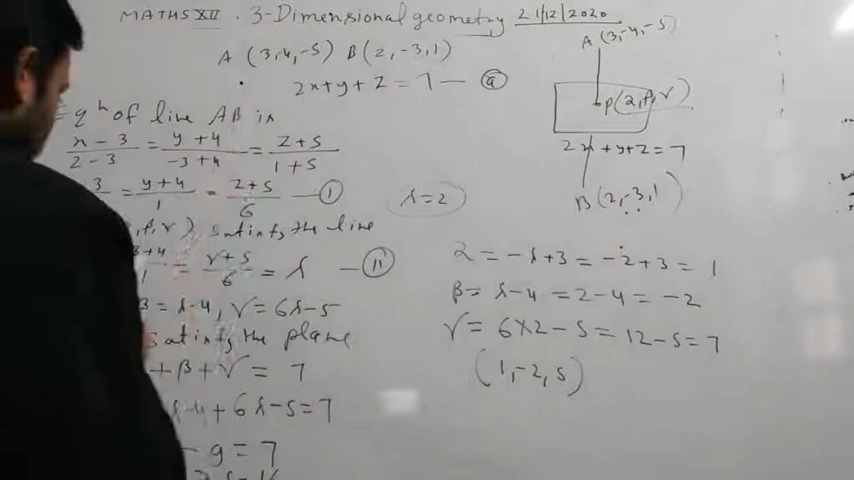 MATHS XII . 3-Dimensional geometry 21/12/2020
A (3,-4,-5) B(2,-3,1)
2x+y+z=7 — (a)
Eqn of line AB is
x-3/2-3 = y+4/-3+4 = z+5/1+5
3 = y+4/1 = z+5/6 — (I)
,β,γ) satisfy the line
β+4/1 = γ+5/6 = λ — (II)
β = λ-4, γ=6λ-5
satisfy the plane
+β+γ = 7
λ-4+6λ-5=7
-9=7
λ=2
A (3,-4,-5)
P(α,β,γ)
2x+y+z=7
B (2,-3,1)
α = -λ+3 = -2+3 = 1
β= λ-4 = 2-4 = -2
γ= 6×2-5 = 12-5=7
(1,-2,5)